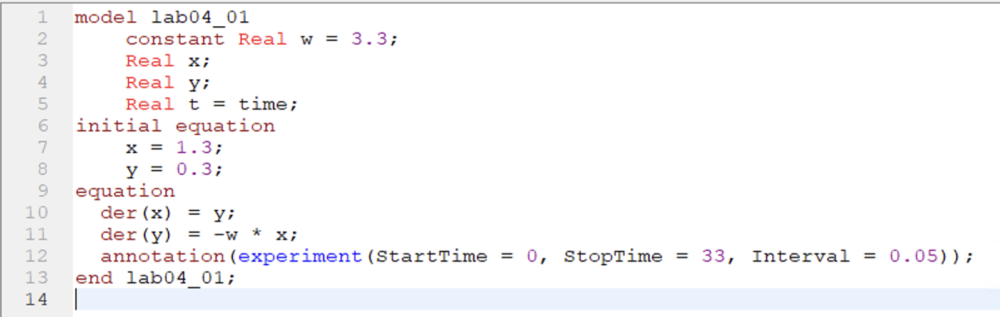 1 model lab04_01
2     constant Real w = 3.3;
3     Real x;
4     Real y;
5     Real t = time;
6 initial equation
7     x = 1.3;
8     y = 0.3;
9 equation
10   der(x) = y;
11   der(y) = -w * x;
12   annotation(experiment(StartTime = 0, StopTime = 33, Interval = 0.05));
13 end lab04_01;
14